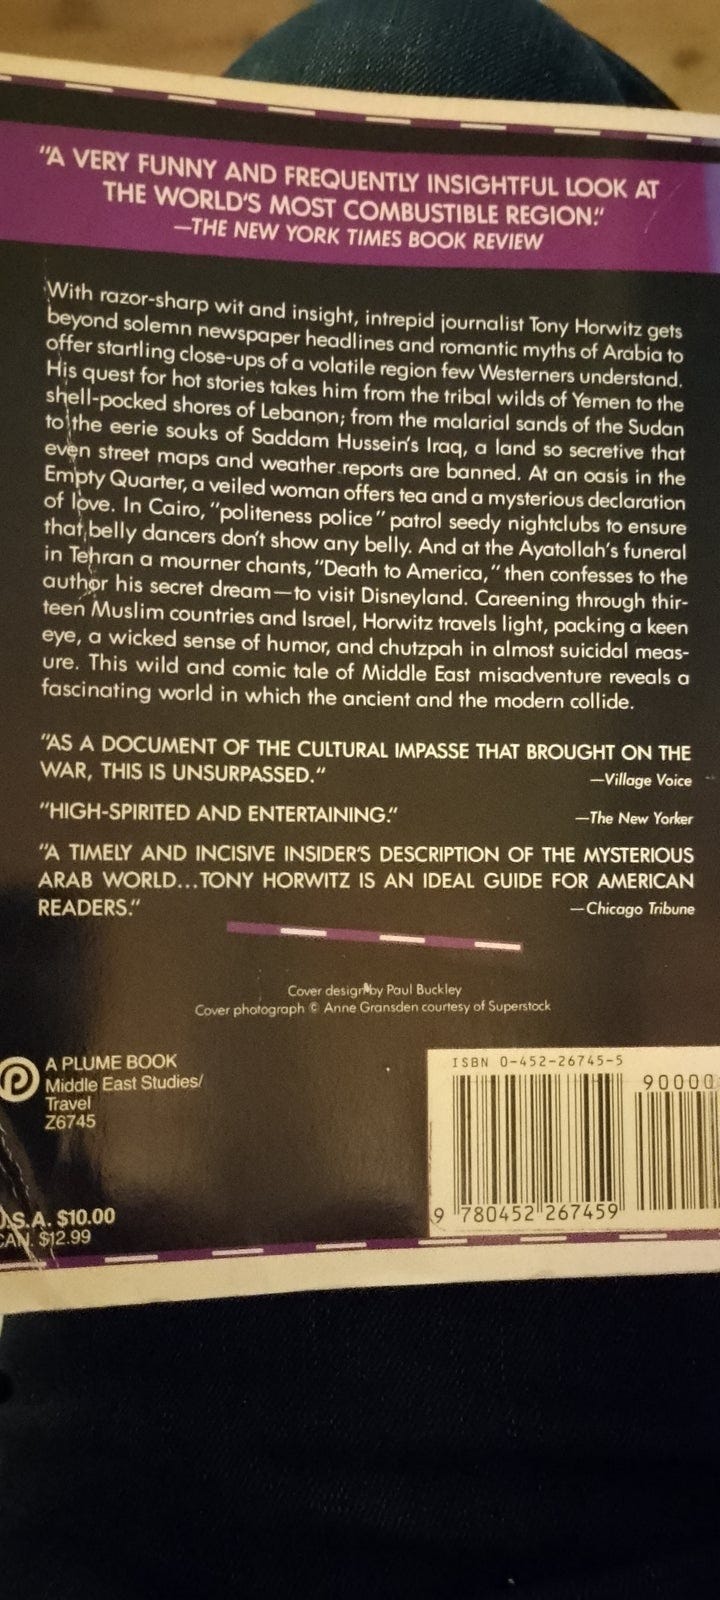 "A VERY FUNNY AND FREQUENTLY INSIGHTFUL LOOK AT
THE WORLD'S MOST COMBUSTIBLE REGION."
—THE NEW YORK TIMES BOOK REVIEW
With razor-sharp wit and insight, intrepid journalist Tony Horwitz gets
beyond solemn newspaper headlines and romantic myths of Arabia to
offer startling close-ups of a volatile region few Westerners understand.
His quest for hot stories takes him from the tribal wilds of Yemen to the
shell-pocked shores of Lebanon; from the malarial sands of the Sudan
to the eerie souks of Saddam Hussein's Iraq, a land so secretive that
even street maps and weather reports are banned. At an oasis in the
Empty Quarter, a veiled woman offers tea and a mysterious declaration
of love. In Cairo, "politeness police" patrol seedy nightclubs to ensure
that belly dancers don't show any belly. And at the Ayatollah's funeral
in Tehran a mourner chants, "Death to America," then confesses to the
author his secret dream—to visit Disneyland. Careening through thir-
teen Muslim countries and Israel, Horwitz travels light, packing a keen
eye, a wicked sense of humor, and chutzpah in almost suicidal meas-
ure. This wild and comic tale of Middle East misadventure reveals a
fascinating world in which the ancient and the modern collide.
"AS A DOCUMENT OF THE CULTURAL IMPASSE THAT BROUGHT ON THE
WAR, THIS IS UNSURPASSED." —Village Voice
"HIGH-SPIRITED AND ENTERTAINING." —The New Yorker
"A TIMELY AND INCISIVE INSIDER'S DESCRIPTION OF THE MYSTERIOUS
ARAB WORLD...TONY HORWITZ IS AN IDEAL GUIDE FOR AMERICAN
READERS." —Chicago Tribune
Cover design by Paul Buckley
Cover photograph © Anne Gransden courtesy of Superstock
A PLUME BOOK
Middle East Studies/
Travel
Z6745
U.S.A. $10.00
CAN. $12.99
ISBN 0-452-26745-5
90000
9 780452 267459